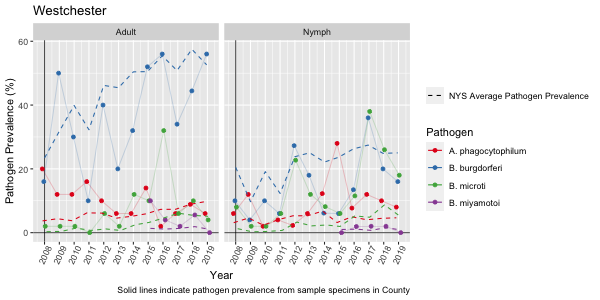 Westchester
Adult
Nymph
Pathogen Prevalence (%)
60
40
20
0
2008 2009 2010 2011 2012 2013 2014 2015 2016 2017 2018 2019
2008 2009 2010 2011 2012 2013 2014 2015 2016 2017 2018 2019
Year
NYS Average Pathogen Prevalence
Pathogen
A. phagocytophilum
B. burgdorferi
B. microti
B. miyamotoi
Solid lines indicate pathogen prevalence from sample specimens in County